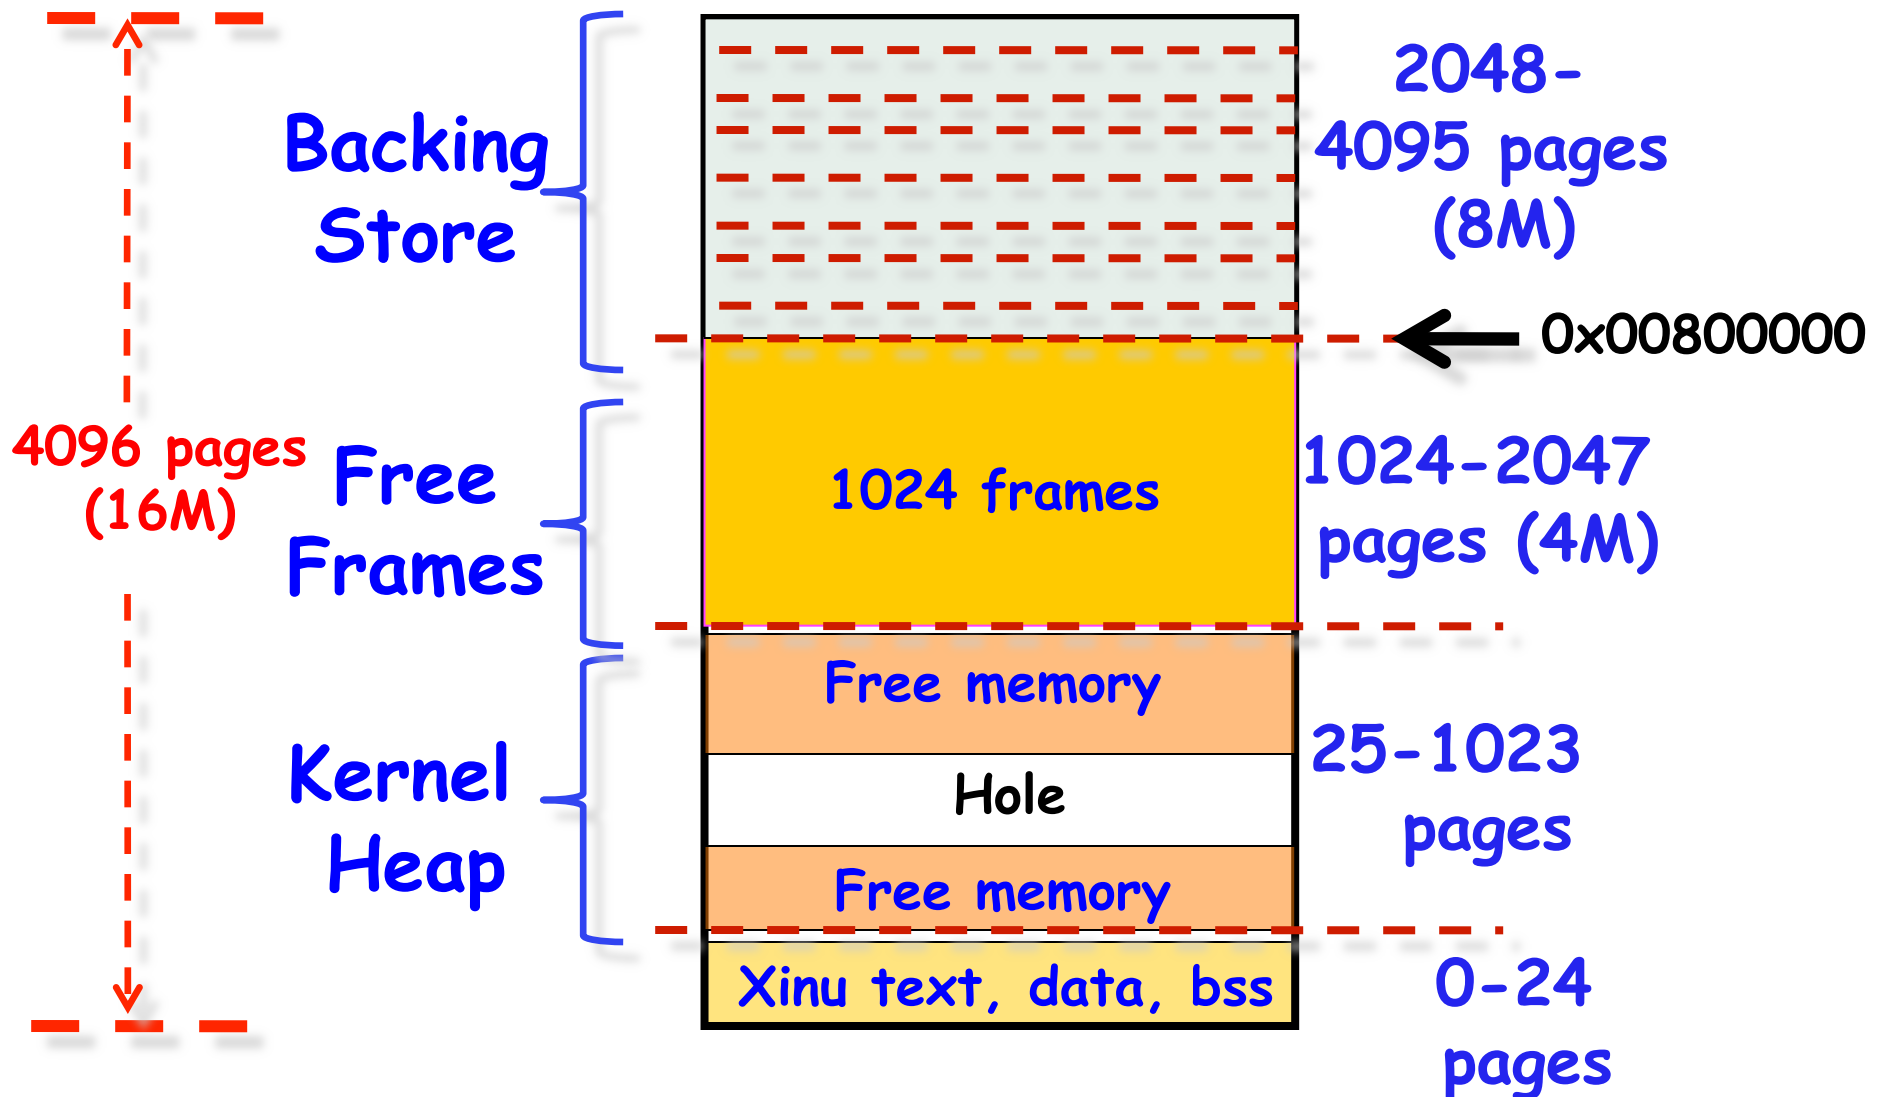 4096 pages
(16M)
Backing
Store
Free
Frames
Kernel
Heap
1024 frames
Free memory
Hole
Free memory
Xinu text, data, bss
2048-
4095 pages
(8M)
0x00800000
1024-2047
pages (4M)
25-1023
pages
0-24
pages